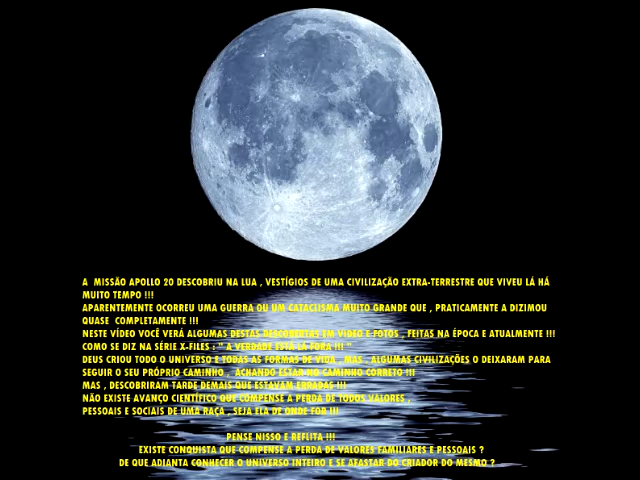 A  MISSÃO APOLLO 20 DESCOBRIU NA LUA , VESTÍGIOS DE UMA CIVILIZAÇÃO EXTRA-TERRESTRE QUE VIVEU LÁ HÁ
MUITO TEMPO !!!
APARENTEMENTE OCORREU UMA GUERRA OU UM CATACLISMA MUITO GRANDE QUE , PRATICAMENTE A DIZIMOU
QUASE  COMPLETAMENTE !!!
NESTE VÍDEO VOCÊ VERÁ ALGUMAS DESTAS DESCOBERTAS EM VÍDEO E FOTOS , FEITAS NA ÉPOCA E ATUALMENTE !!!
COMO SE DIZ NA SÉRIE X-FILES : " A VERDADE ESTÁ LÁ FORA !!! "
DEUS CRIOU TODO O UNIVERSO E TODAS AS FORMAS DE VIDA , MAS , ALGUMAS CIVILIZAÇÕES O DEIXARAM PARA
SEGUIR O SEU PRÓPRIO CAMINHO , ACHANDO ESTAR NO CAMINHO CORRETO !!!
MAS , DESCOBRIRAM TARDE DEMAIS QUE ESTAVAM ERRADAS !!!
NÃO EXISTE AVANÇO CIENTÍFICO QUE COMPENSE A PERDA DE TODOS VALORES ,
PESSOAIS E SOCIAIS DE UMA RAÇA , SEJA ELA DE ONDE FOR !!!
PENSE NISSO E REFLITA !!!
EXISTE CONQUISTA QUE COMPENSE A PERDA DE VALORES FAMILIARES E PESSOAIS ?
DE QUE ADIANTA CONHECER O UNIVERSO INTEIRO E SE AFASTAR DO CRIADOR DO MESMO ?